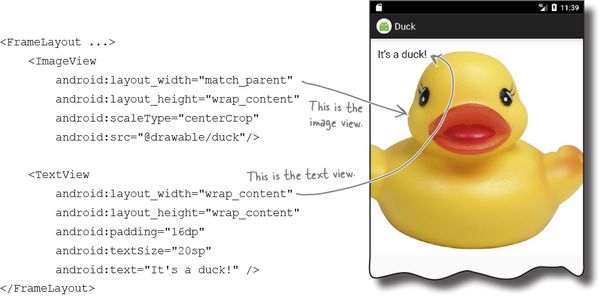 <FrameLayout ...>
<ImageView
android:layout_width="match_parent"
android:layout_height="wrap_content"
android:scaleType="centerCrop"
android:src="@drawable/duck"/>
<TextView
android:layout_width="wrap_content"
android:layout_height="wrap_content"
android:padding="16dp"
android:textSize="20sp"
android:text="It's a duck!" />
</FrameLayout>
This is the
image view.
This is the text view.
11:39
Duck
It's a duck!